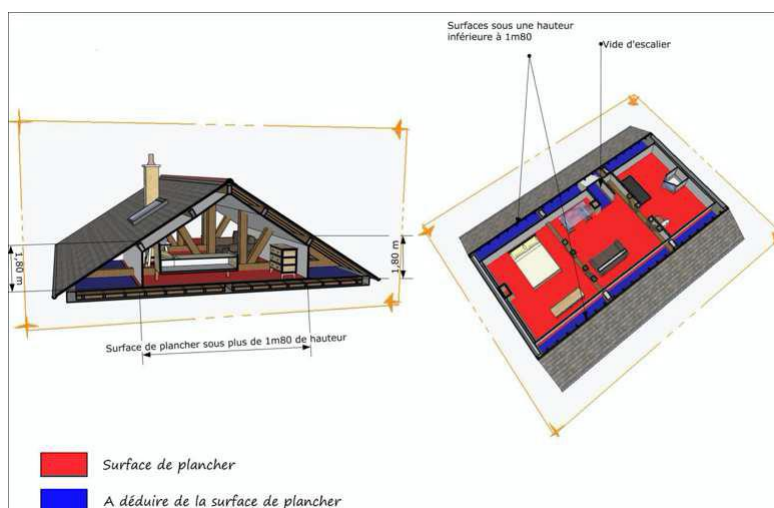 Surfaces sous une hauteur
inférieure à 1m80
Vide d'escalier
1,80 m
1,80 m
Surface de plancher sous plus de 1m80 de hauteur
Surface de plancher
A déduire de la surface de plancher